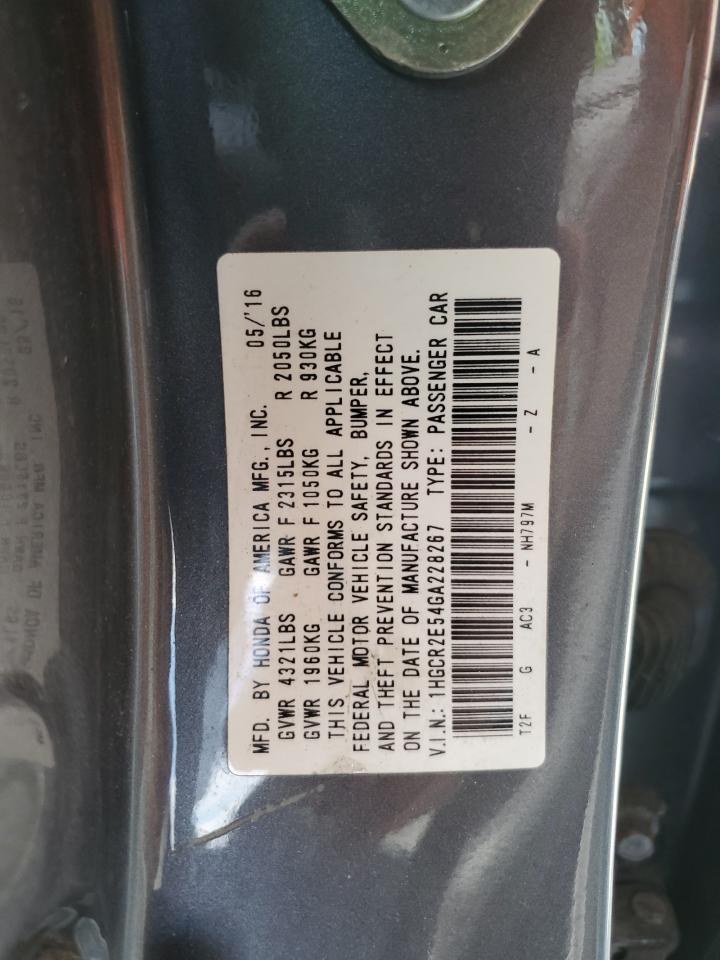 MFD. BY HONDA OF AMERICA MFG., INC. 05/'16
GVWR 4321LBS GAWR F 2315LBS R 2050LBS
GVWR 1960KG GAWR F 1050KG R 930KG
THIS VEHICLE CONFORMS TO ALL APPLICABLE
FEDERAL MOTOR VEHICLE SAFETY, BUMPER,
AND THEFT PREVENTION STANDARDS IN EFFECT
ON THE DATE OF MANUFACTURE SHOWN ABOVE.
V.I.N.: 1HGCRZE54GA228267 TYPE: PASSENGER CAR
T2F G AC3 - NH797M - Z - A